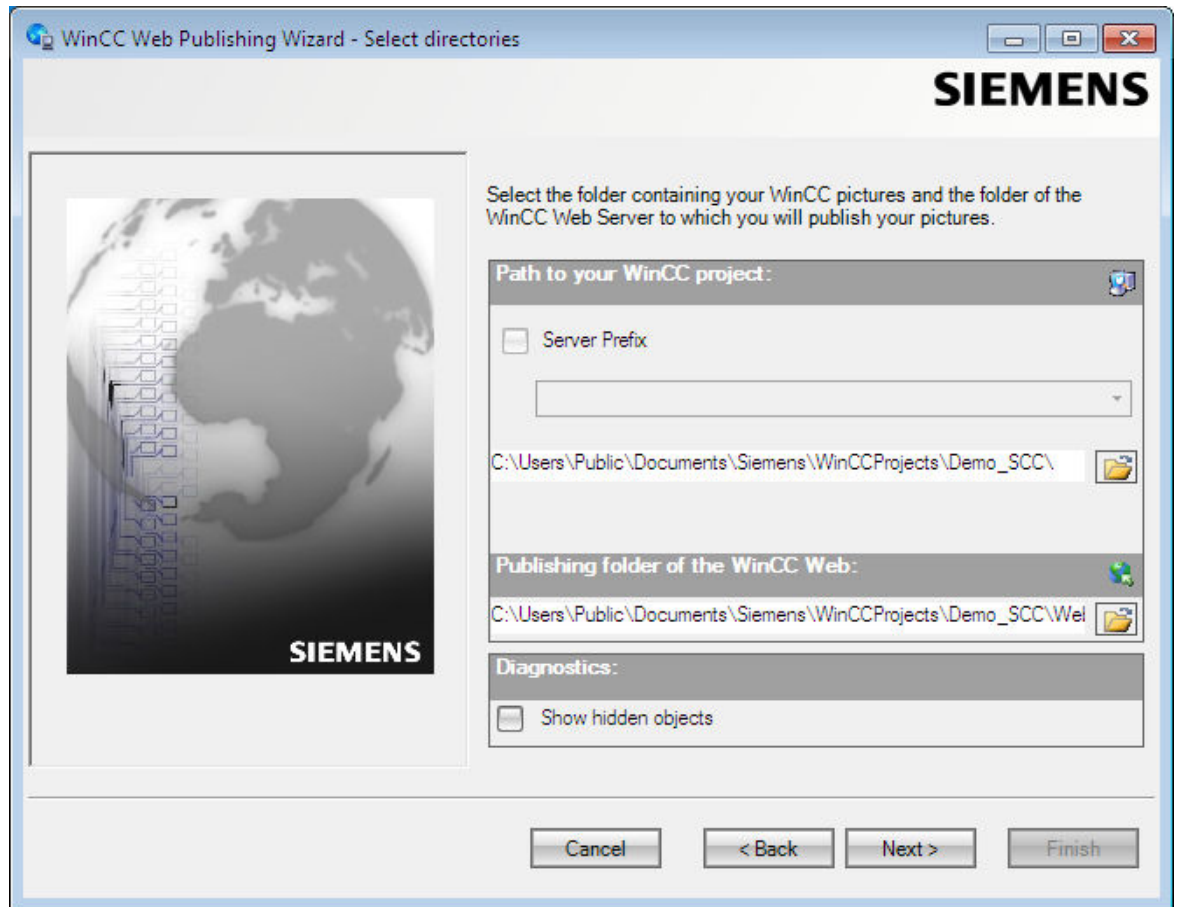 WinCC Web Publishing Wizard - Select directories
SIEMENS
Select the folder containing your WinCC pictures and the folder of the
WinCC Web Server to which you will publish your pictures.
Path to your WinCC project:
Server Prefix
C:\Users\Public\Documents\Siemens\WinCCProjects\Demo_SCC\
Publishing folder of the WinCC Web:
C:\Users\Public\Documents\Siemens\WinCCProjects\Demo_SCC\Wel
SIEMENS
Diagnostics:
Show hidden objects
Cancel
< Back
Next >
Finish